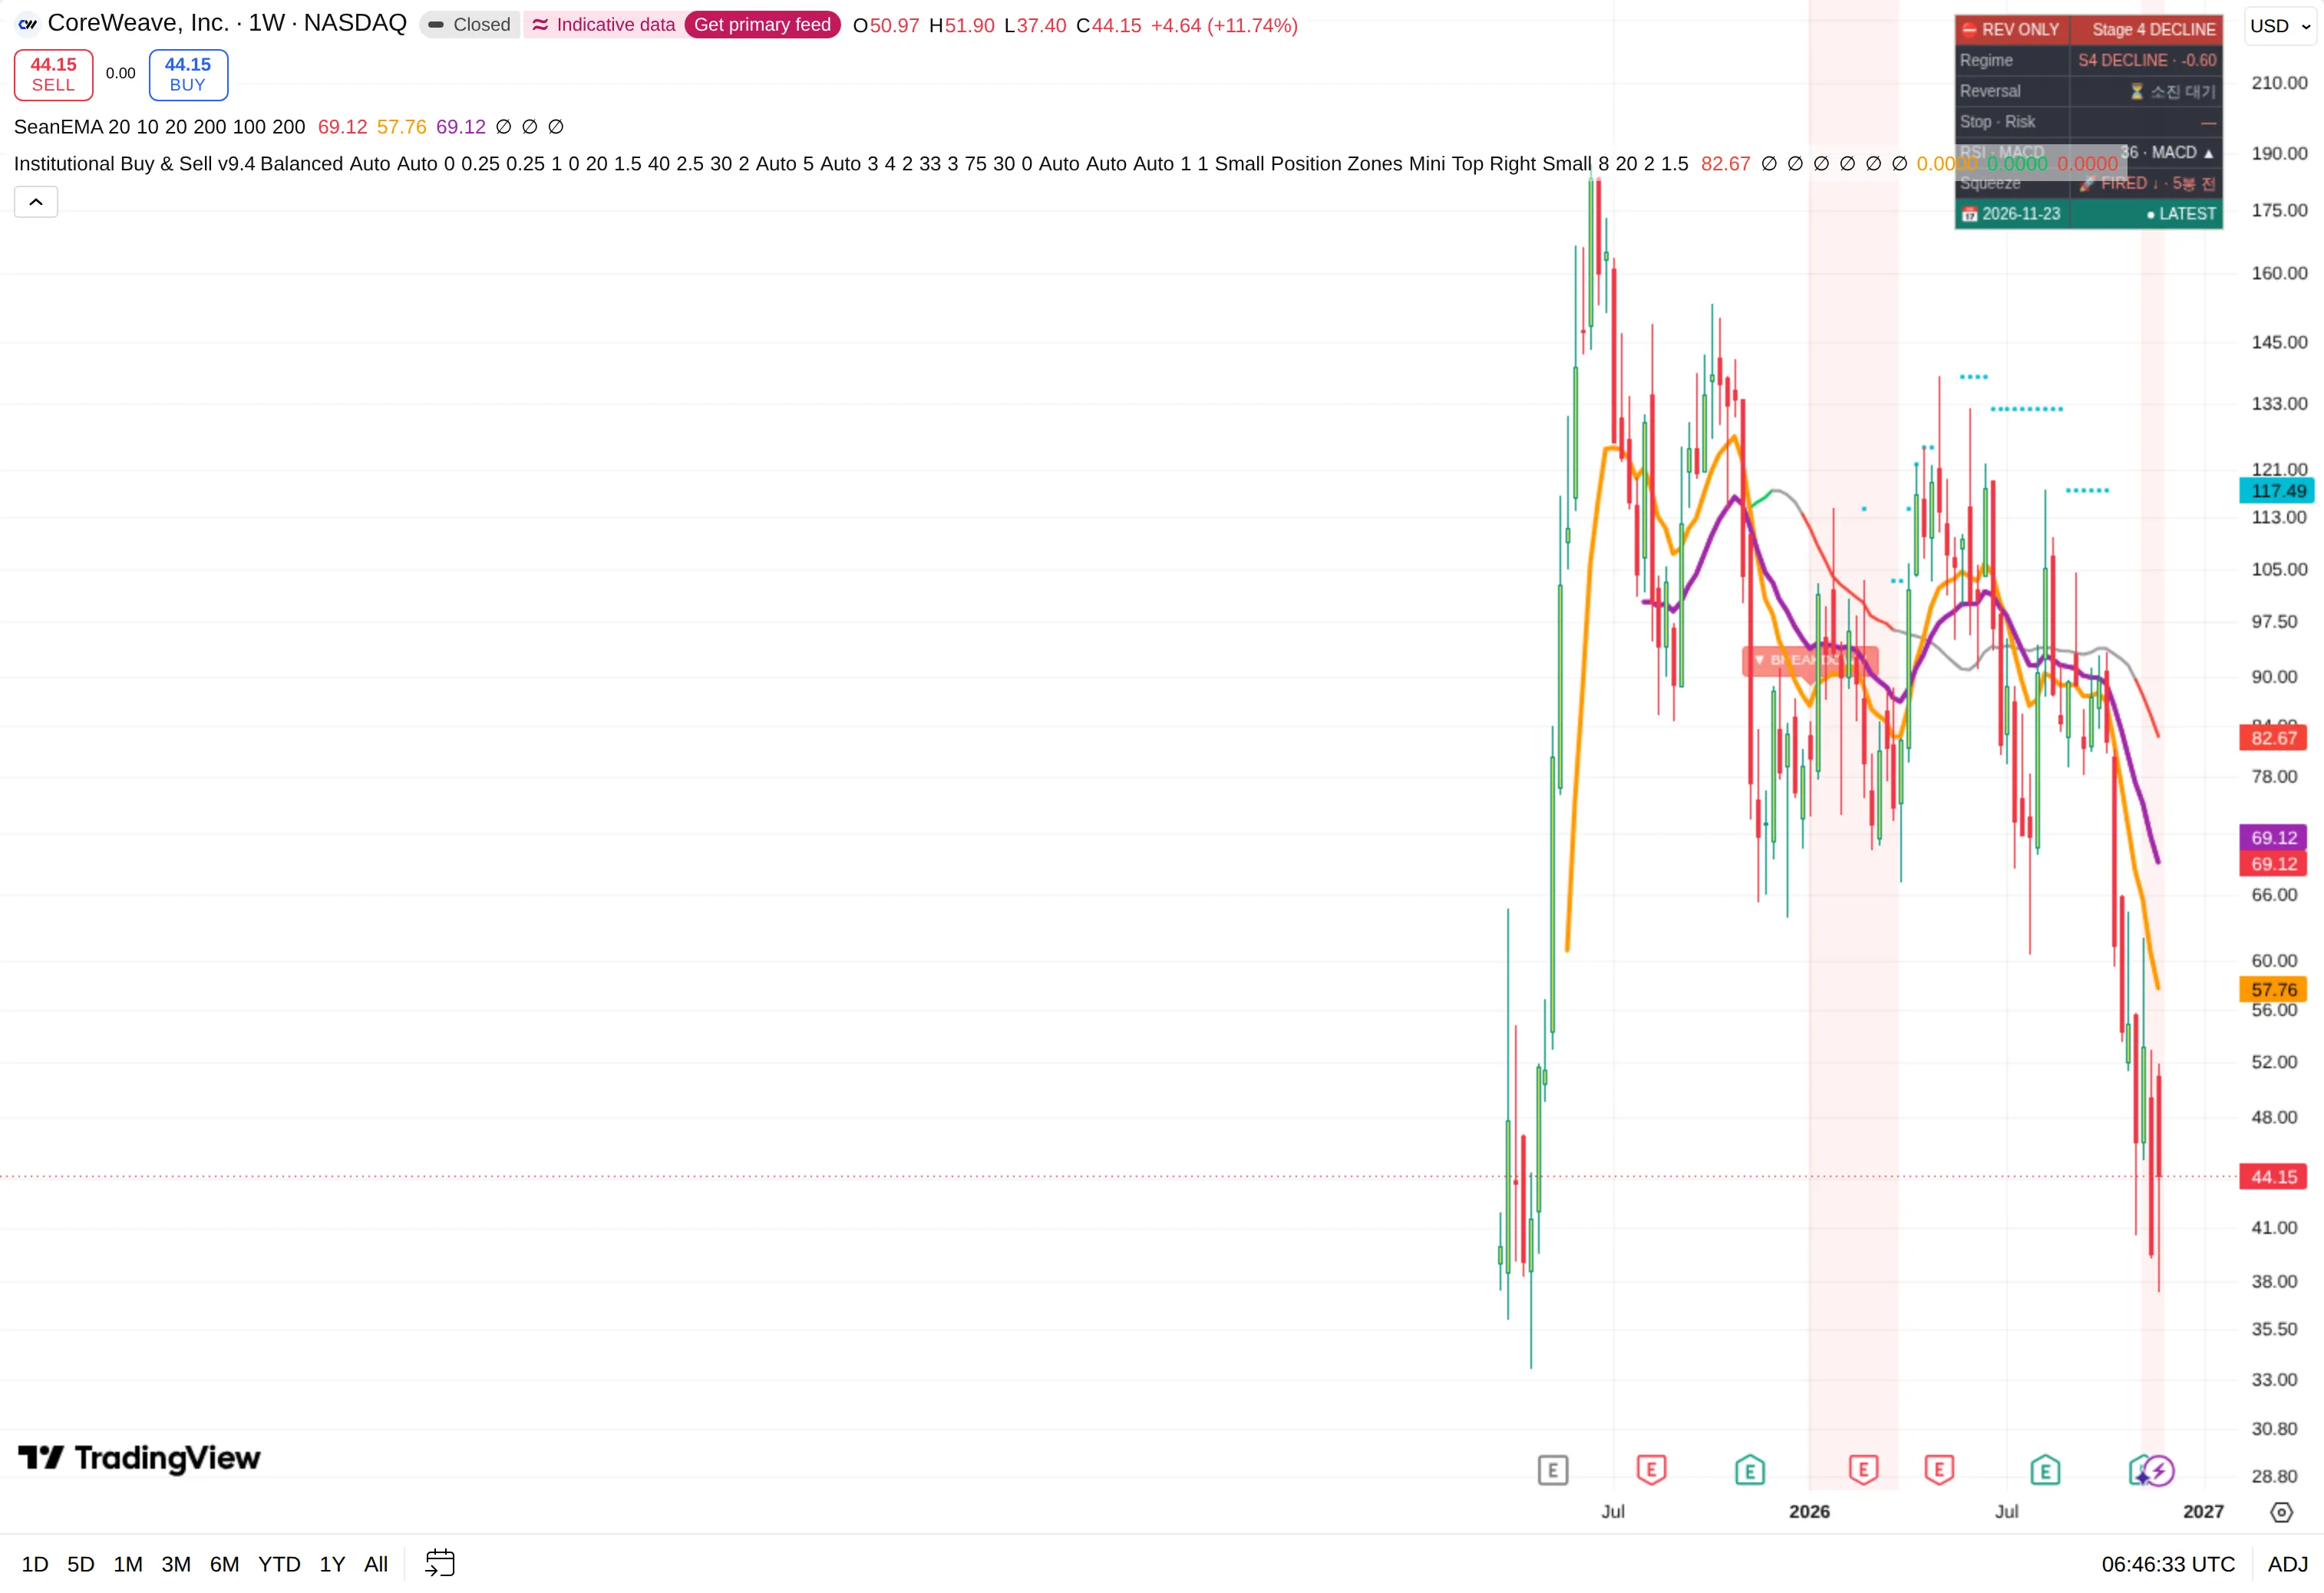 CoreWeave, Inc. · 1W · NASDAQ Closed Indicative data Get primary feed O50.97 H51.90 L37.40 C44.15 +4.64 (+11.74%)
44.15 SELL 0.00 44.15 BUY
SeanEMA 20 10 20 200 100 200 69.12 57.76 69.12 ∅ ∅ ∅
Institutional Buy & Sell v9.4 Balanced Auto Auto 0 0.25 0.25 1 0 20 1.5 40 2.5 30 2 Auto 5 Auto 3 4 2 33 3 75 30 0 Auto Auto Auto 1 1 Small Position Zones Mini Top Right Small 8 20 2 1.5 82.67 ∅ ∅ ∅ ∅ ∅ ∅ 0.0000 0.0000 0.0000
REV ONLY Stage 4 DECLINE
Regime S4 DECLINE · -0.60
Reversal ⏳ 소진 대기
Stop · Risk —
RSI · MACD 36 · MACD ▲
Squeeze 🚀 FIRED ↓ · 5봉 전
2026-11-23 ● LATEST
USD
210.00
190.00
175.00
160.00
145.00
133.00
121.00
117.49
113.00
105.00
97.50
90.00
84.00
82.67
78.00
69.12
69.12
66.00
60.00
57.76
56.00
52.00
48.00
44.15
41.00
38.00
35.50
33.00
30.80
28.80
TradingView
E E E E E E
Jul 2026 Jul 2027
1D 5D 1M 3M 6M YTD 1Y All 06:46:33 UTC ADJ